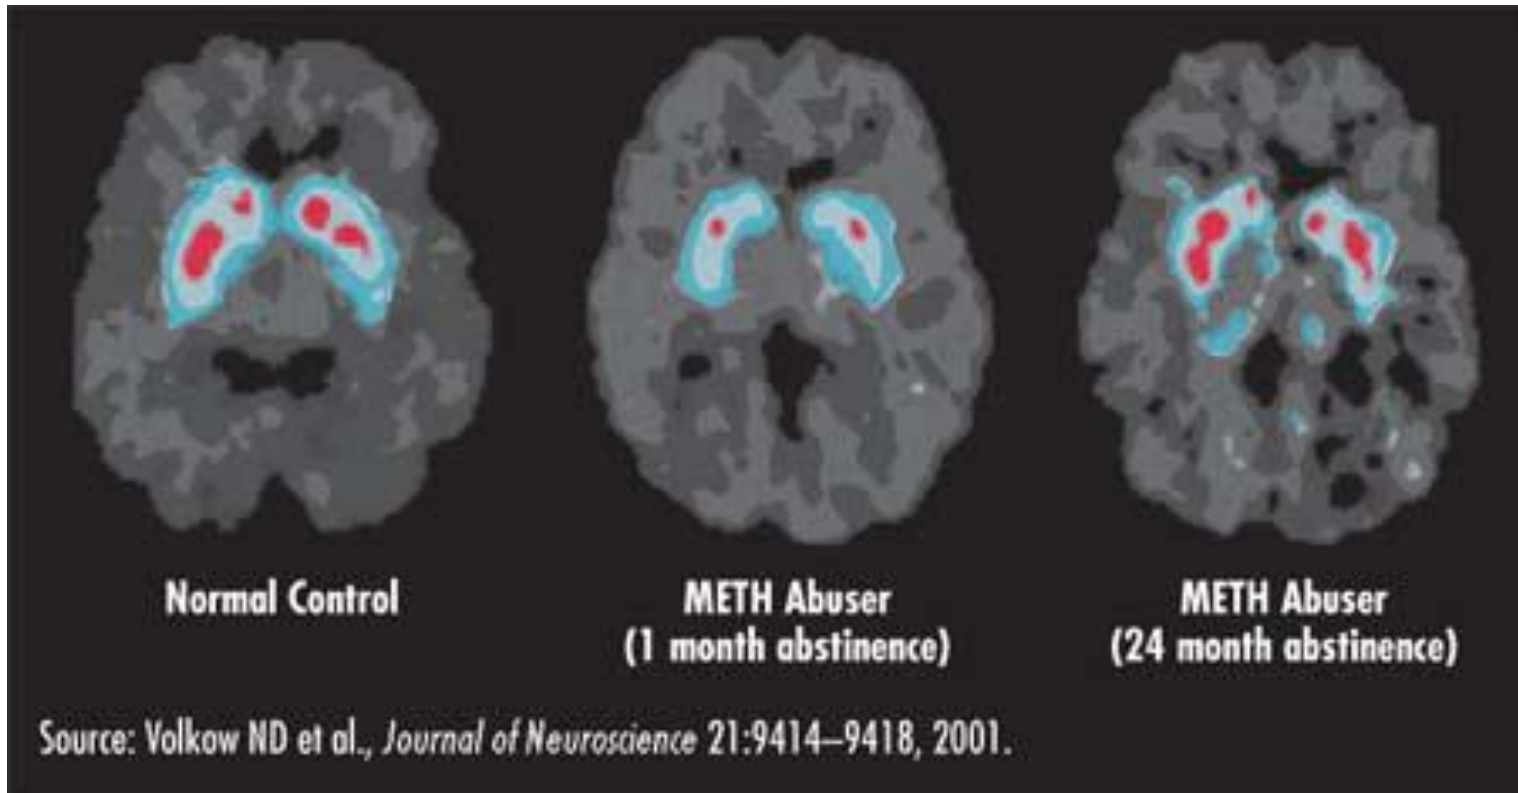 Normal Control
METH Abuser
(1 month abstinence)
METH Abuser
(24 month abstinence)
Source: Volkow ND et al., Journal of Neuroscience 21:9414–9418, 2001.